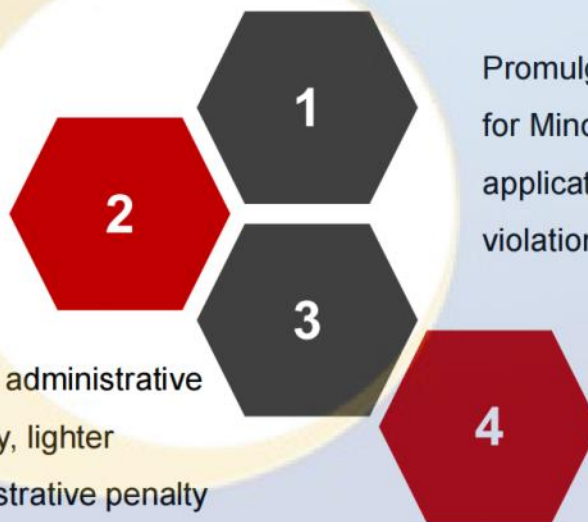 1
Promulg
for Mino
applicat
violation
2
3
administrative
y, lighter
strative penalty
4